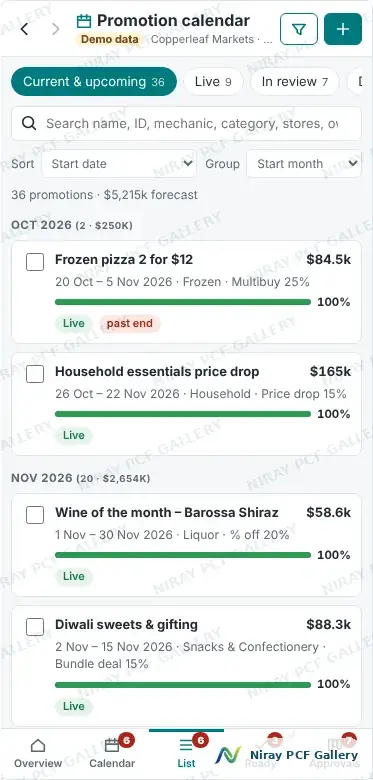 Promotion calendar
Demo data Copperleaf Markets · ...
Current & upcoming 36 Live 9 In review 7
Search name, ID, mechanic, category, stores, ov
Sort Start date Group Start month
36 promotions · $5,215k forecast
OCT 2026 (2 · $250K)
Frozen pizza 2 for $12 $84.5k
20 Oct – 5 Nov 2026 · Frozen · Multibuy 25%
100%
Live past end
Household essentials price drop $165k
26 Oct – 22 Nov 2026 · Household · Price drop 15%
100%
Live
NOV 2026 (20 · $2,654K)
Wine of the month – Barossa Shiraz $58.6k
1 Nov – 30 Nov 2026 · Liquor · % off 20%
100%
Live
Diwali sweets & gifting $88.3k
2 Nov – 15 Nov 2026 · Snacks & Confectionery ·
Bundle deal 15%
100%
Live
6 6
Overview Calendar List Ready Approvals
Niray PCF Gallery
NIRAY PCF GALLERY